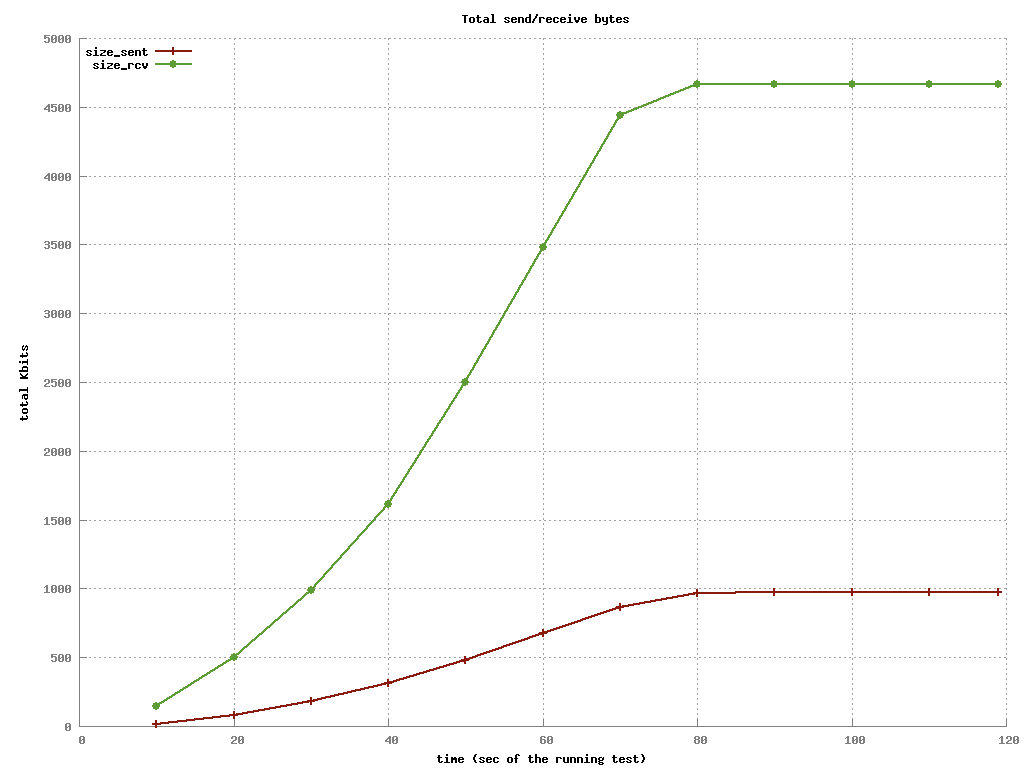 Total send/receive bytes
size_sent
size_rcv
5000
4500
4000
3500
3000
2500
2000
1500
1000
500
0
total Kbits
0 20 40 60 80 100 120
time (sec of the running test)